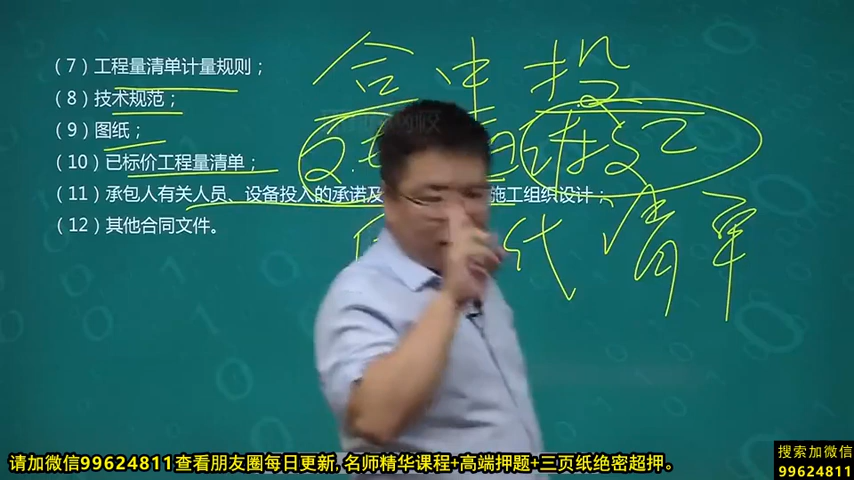 （7）工程量清单计量规则；
（8）技术规范；
（9）图纸；
（10）已标价工程量清单；
（11）承包人有关人员、设备投入的承诺及
施工组织设计；
（12）其他合同文件。
合中投
代清单
请加微信99624811查看朋友圈每日更新, 名师精华课程+高端押题+三页纸绝密超押。
搜索加微信
99624811